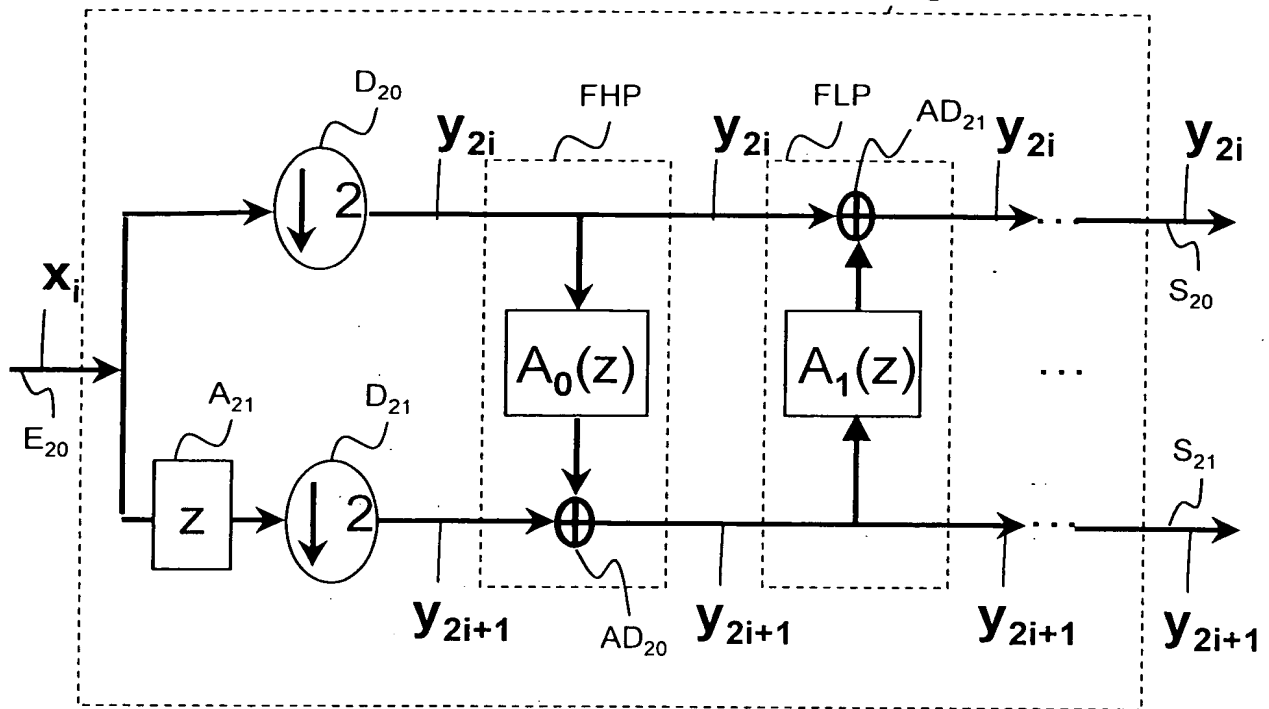 D20
FHP
FLP
AD21
y2i
y2i
y2i
y2i
↓ 2
xi
S20
A0(z)
A1(z)
...
E20
A21
D21
S21
z
↓ 2
y2i+1
AD20
y2i+1
y2i+1
y2i+1